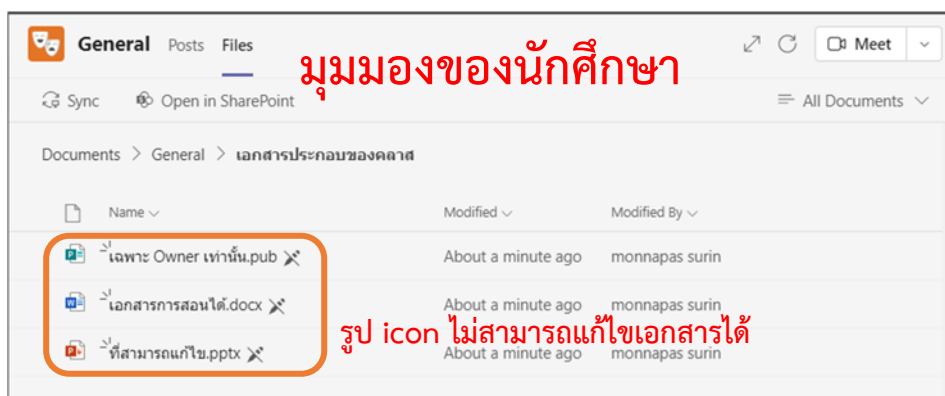 General Posts Files Meet
มุมมองของนักศึกษา
Sync Open in SharePoint All Documents
Documents > General > เอกสารประกอบของคลาส
Name Modified Modified By
เฉพาะ Owner เท่านั้น.pub About a minute ago monnapas surin
เอกสารการสอนได้.docx About a minute ago monnapas surin
รูป icon ไม่สามารถแก้ไขเอกสารได้
ที่สามารถแก้ไข.pptx About a minute ago monnapas surin